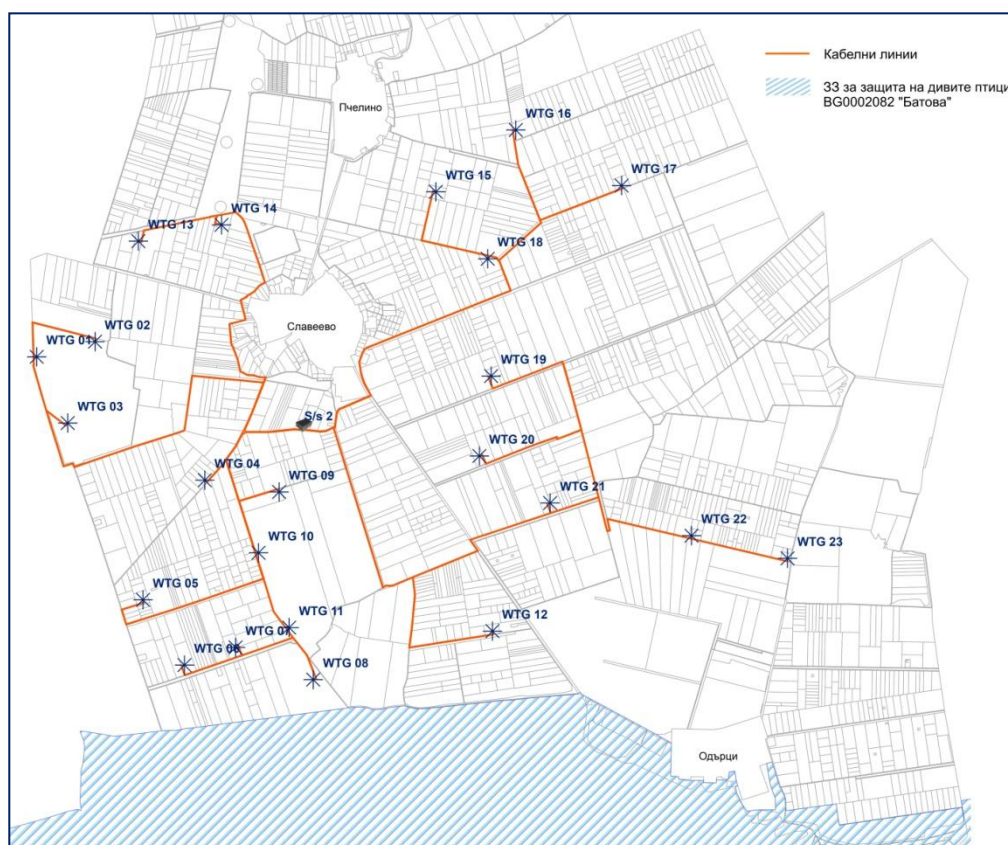 Кабелни линии
ЗЗ за защита на дивите птици
BG0002082 "Батова"
Пчелино
WTG 16
WTG 15
WTG 17
WTG 14
WTG 13
WTG 18
Славеево
WTG 02
WTG 01
WTG 19
WTG 03
S/s 2
WTG 20
WTG 04
WTG 09
WTG 21
WTG 22
WTG 10
WTG 23
WTG 05
WTG 11
WTG 12
WTG 07
WTG 06
WTG 08
Одърци